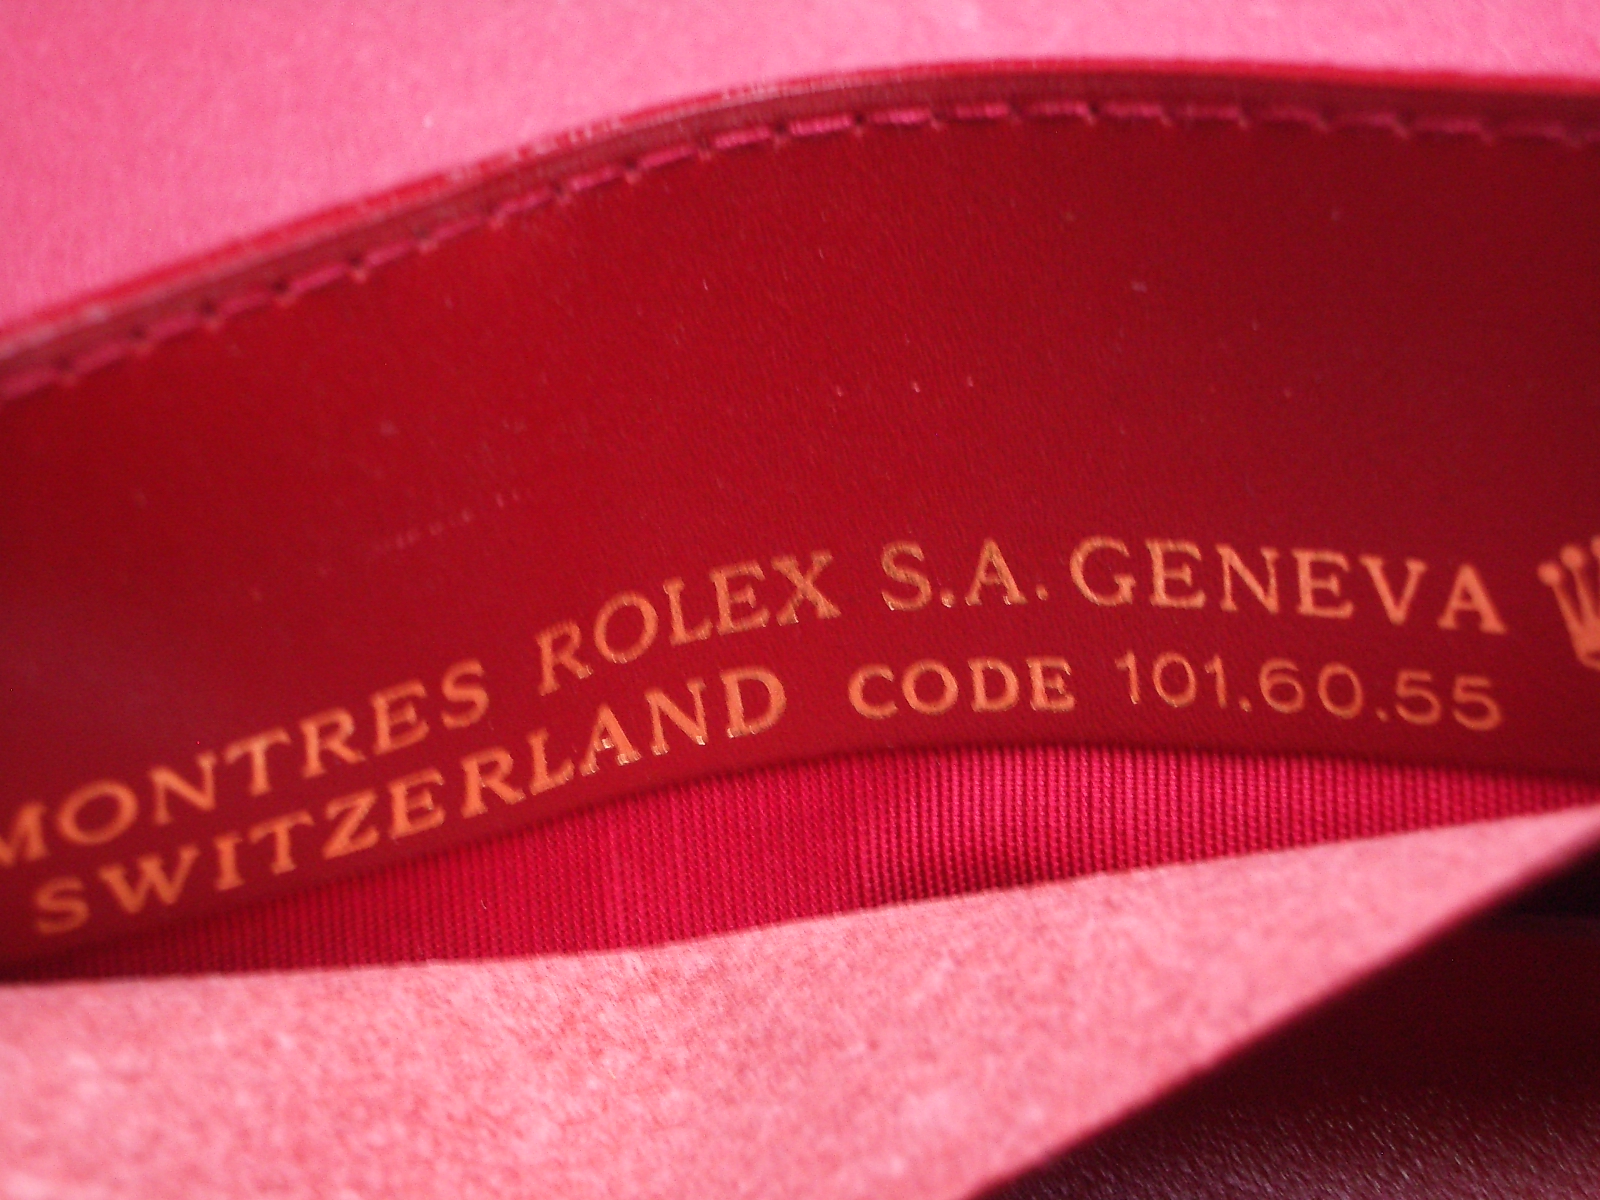 MONTRES ROLEX S.A. GENEVA
SWITZERLAND CODE 101.60.55